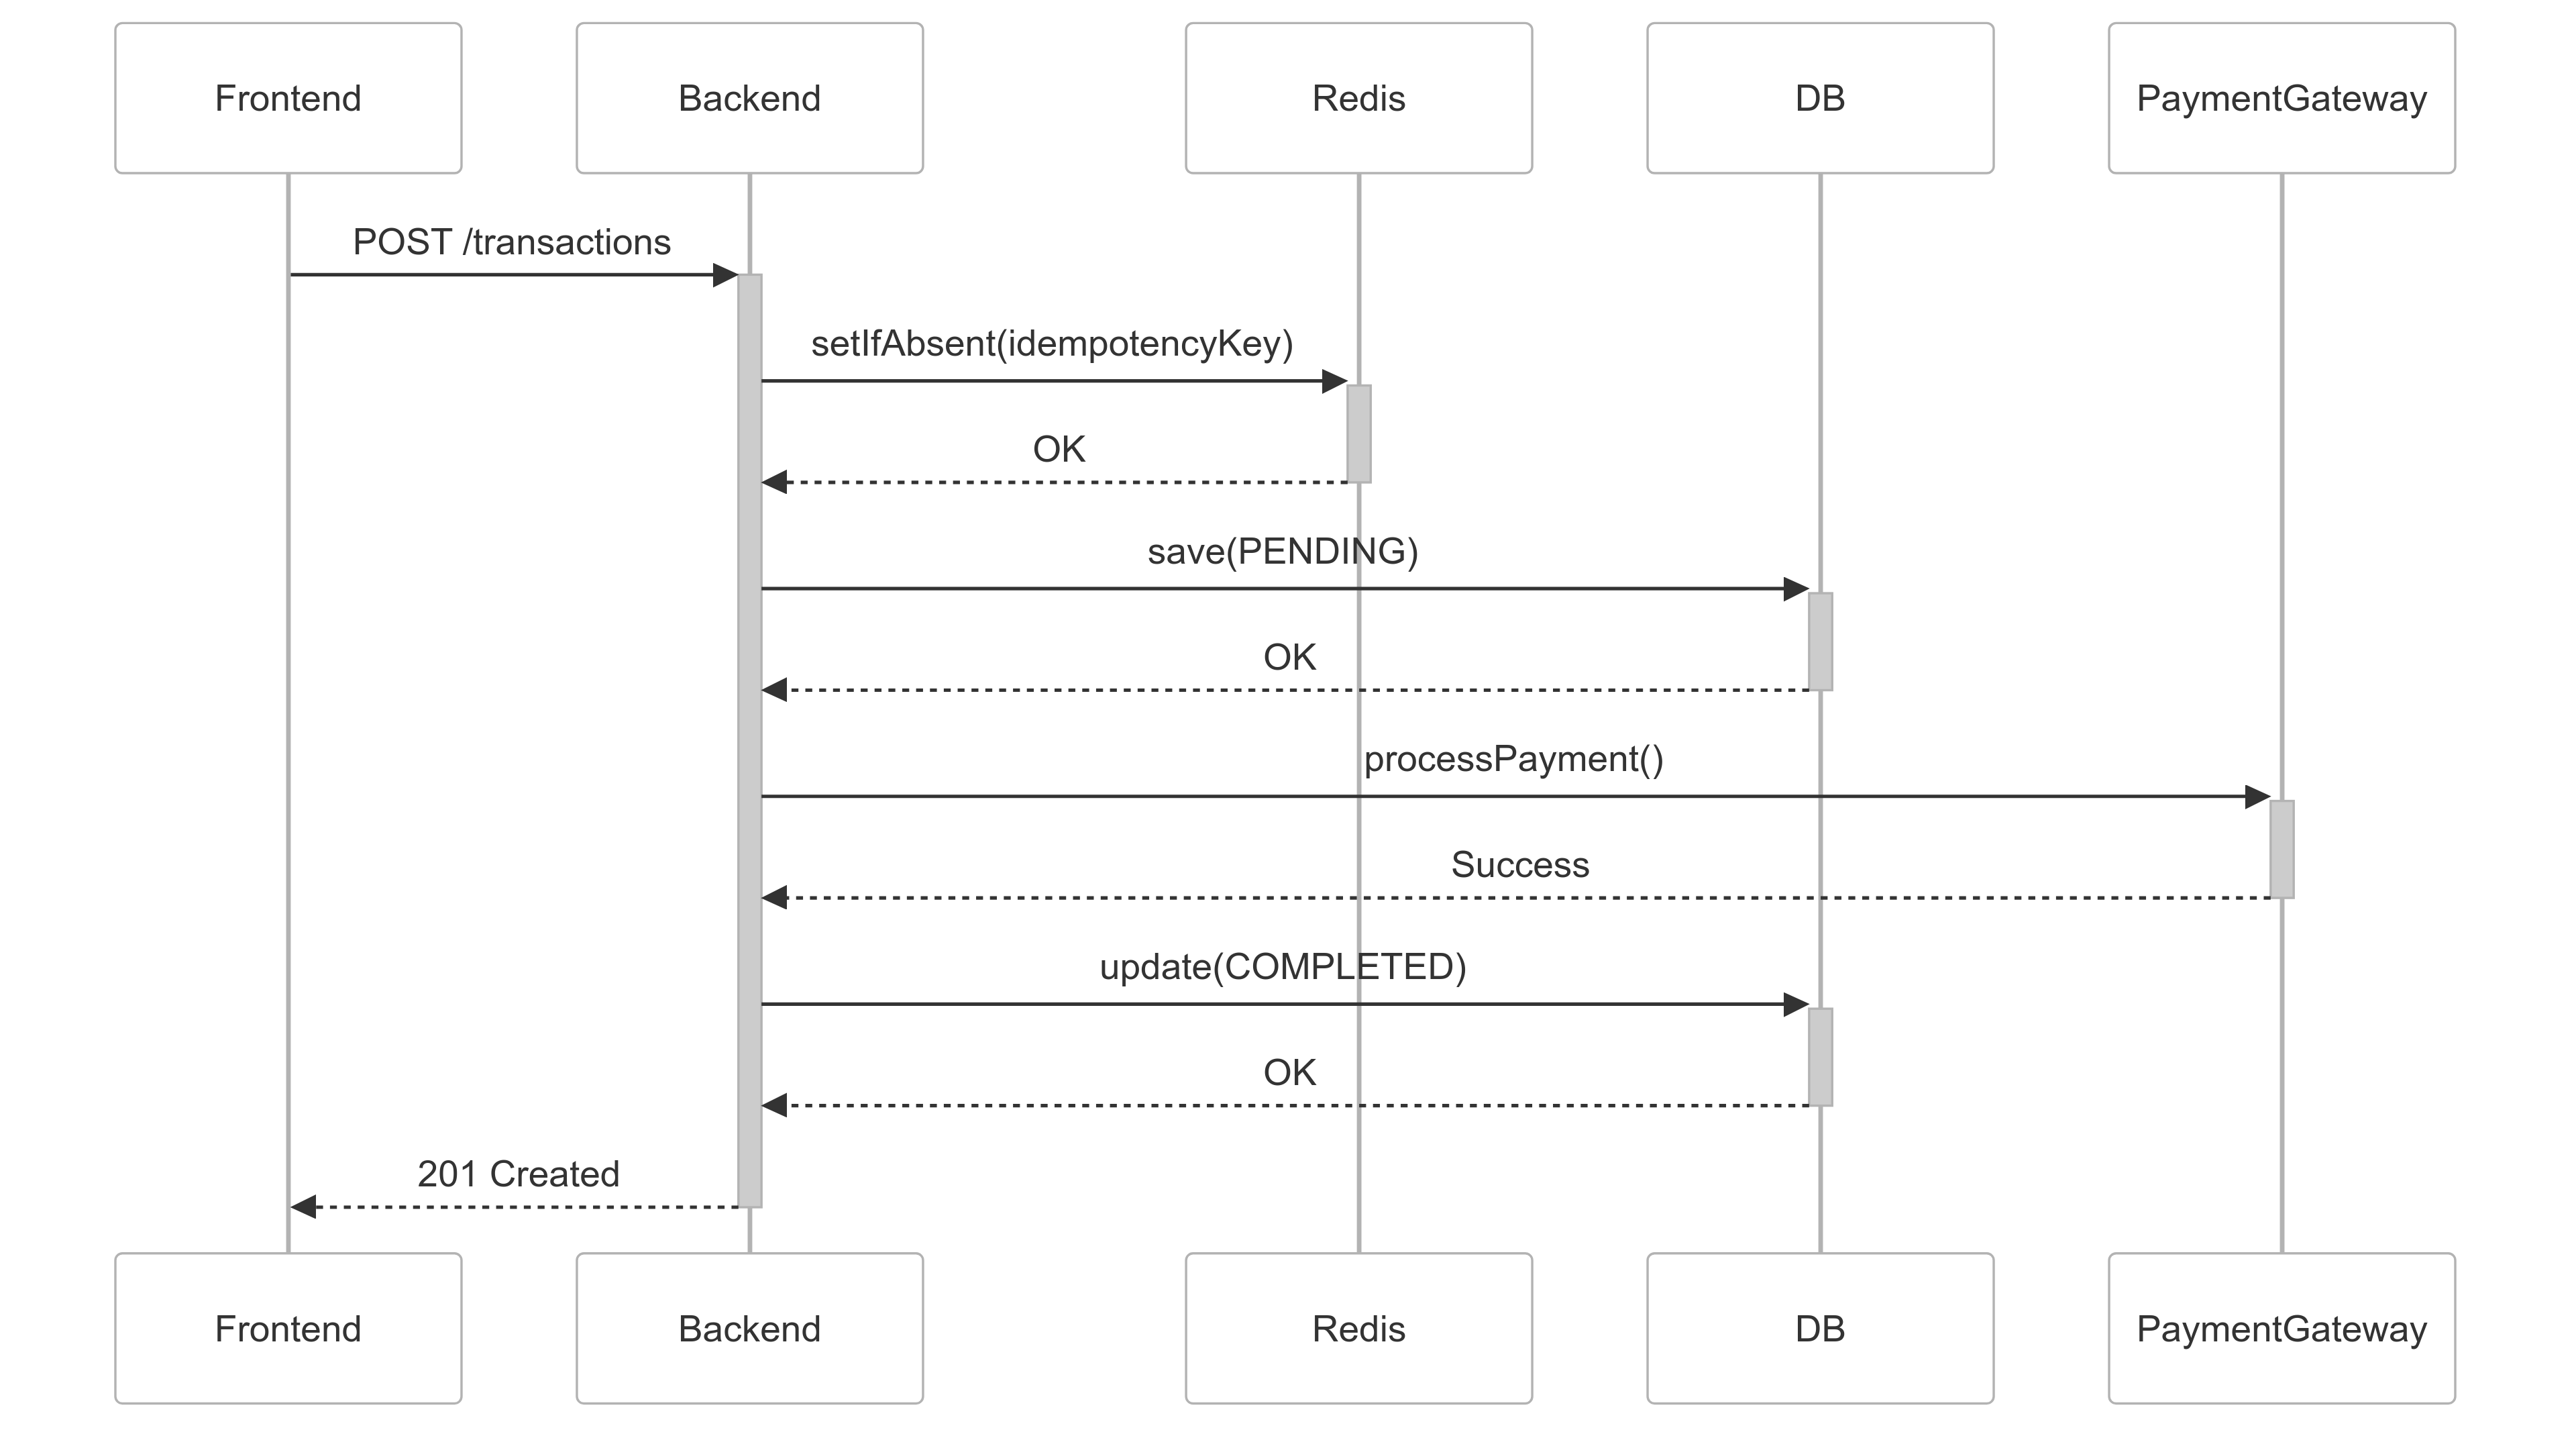 Frontend
Backend
Redis
DB
PaymentGateway
POST /transactions
setIfAbsent(idempotencyKey)
OK
save(PENDING)
OK
processPayment()
Success
update(COMPLETED)
OK
201 Created
Frontend
Backend
Redis
DB
PaymentGateway